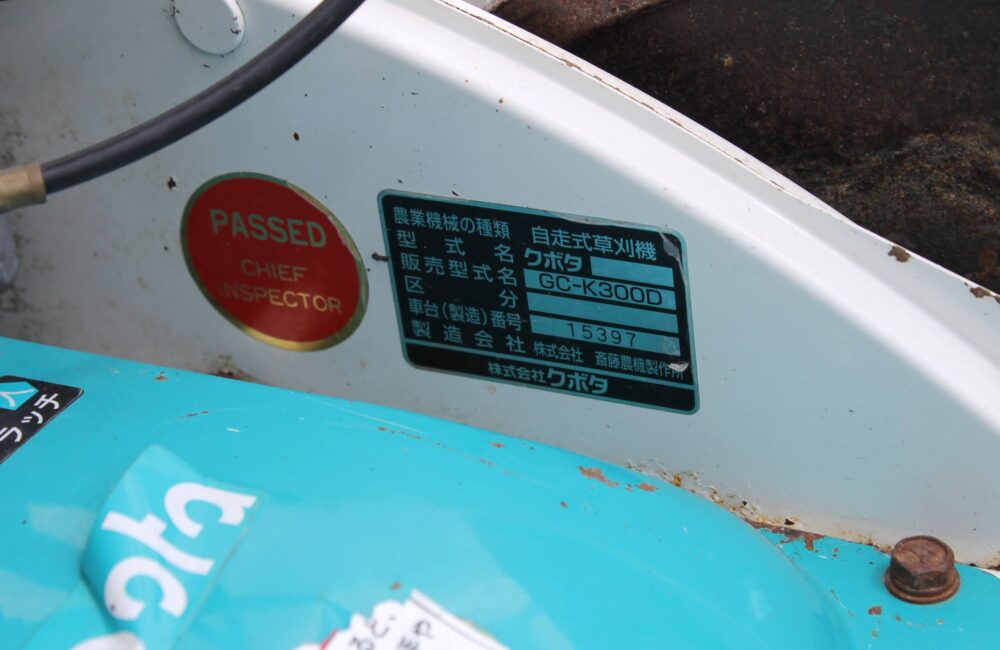 PASSED
CHIEF
INSPECTOR
農業機械の種類 自走式草刈機
型式名 クボタ
販売型式名 GC-K300D
区分
車台(製造)番号 15397
製造会社 株式会社 斎藤農機製作所
株式会社クボタ
ラッチ